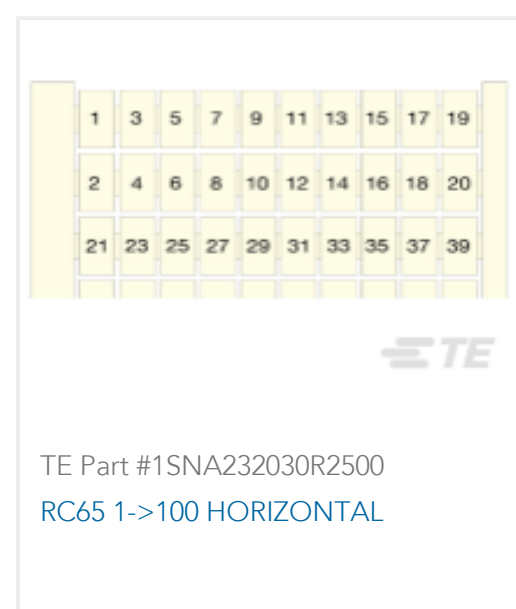 1 3 5 7 9 11 13 15 17 19
2 4 6 8 10 12 14 16 18 20
21 23 25 27 29 31 33 35 37 39
TE
TE Part #1SNA232030R2500
RC65 1->100 HORIZONTAL